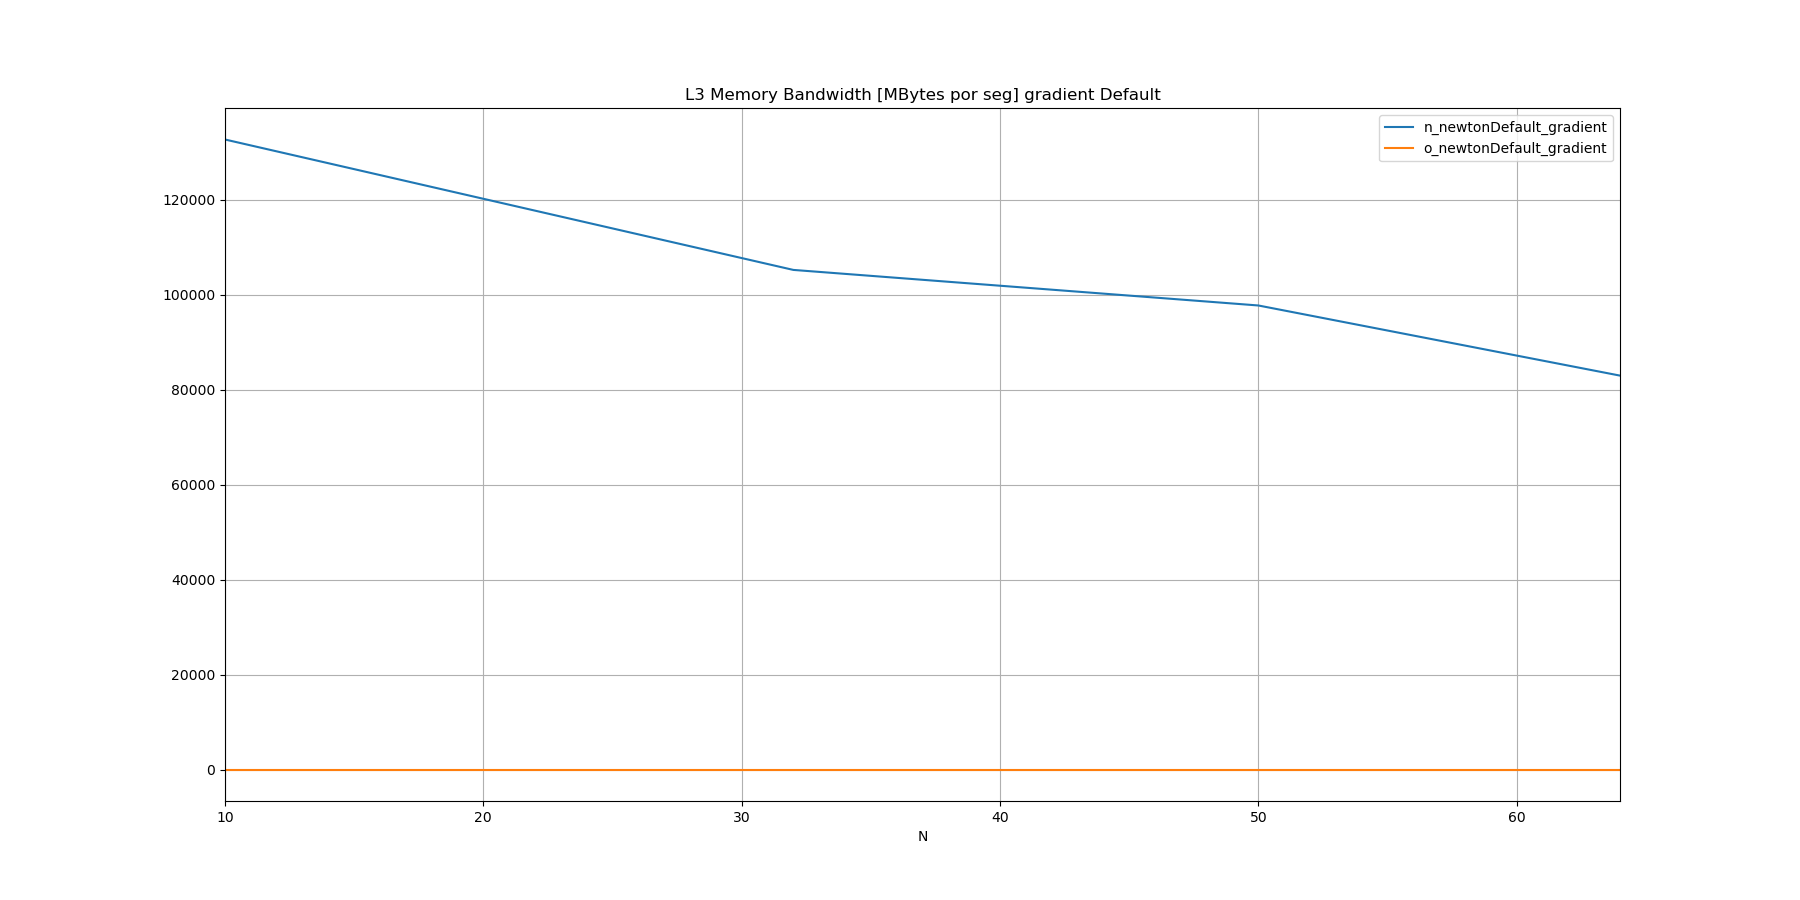 L3 Memory Bandwidth [MBytes por seg] gradient Default
n_newtonDefault_gradient
o_newtonDefault_gradient
120000
100000
80000
60000
40000
20000
0
10 20 30 40 50 60
N